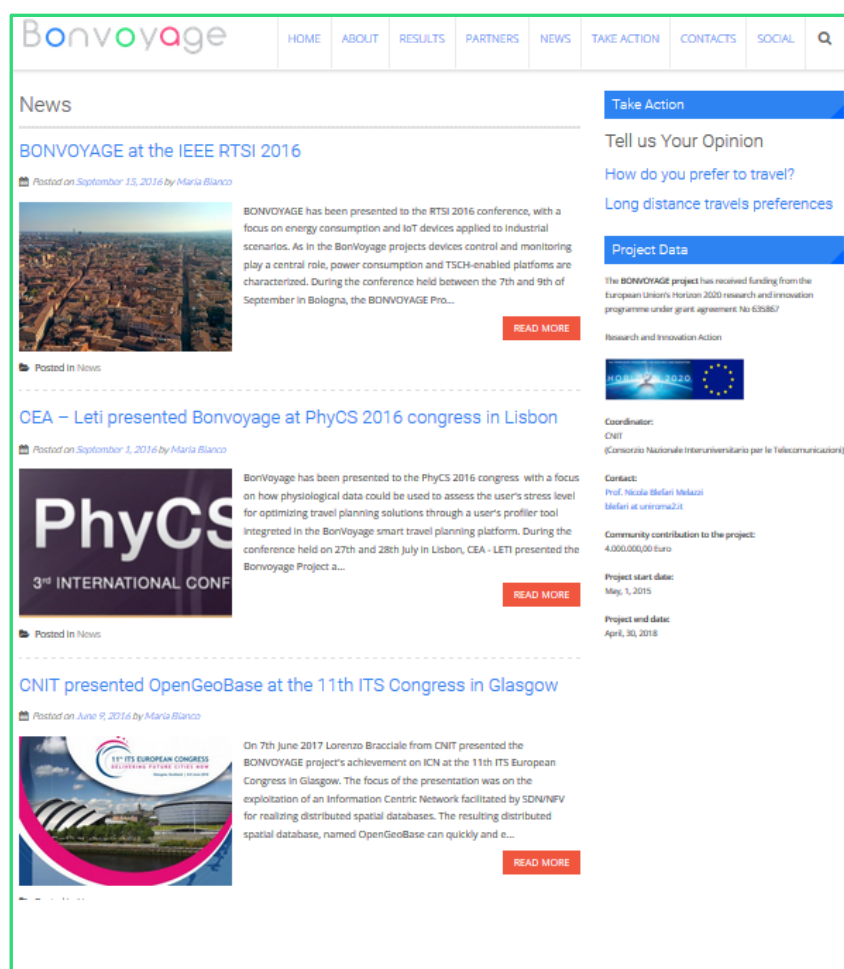 Bonvoyage
HOME ABOUT RESULTS PARTNERS NEWS TAKE ACTION CONTACTS SOCIAL
News
BONVOYAGE at the IEEE RTSI 2016
Posted on September 15, 2016 by Maria Bianco
BONVOYAGE has been presented to the RTSI 2016 conference, with a
focus on energy consumption and IoT devices applied to industrial
scenarios. As in the BonVoyage projects devices control and monitoring
play a central role, power consumption and TSCH-enabled platfoms are
characterized. During the conference held between the 7th and 9th of
September in Bologna, the BONVOYAGE Pro...
READ MORE
Posted in News
CEA – Leti presented Bonvoyage at PhyCS 2016 congress in Lisbon
Posted on September 1, 2016 by Maria Bianco
PhyCS
3rd INTERNATIONAL CONF
BonVoyage has been presented to the PhyCS 2016 congress with a focus
on how physiological data could be used to assess the user's stress level
for optimizing travel planning solutions through a user's profiler tool
integreted in the BonVoyage smart travel planning platform. During the
conference held on 27th and 28th July in Lisbon, CEA - LETI presented the
Bonvoyage Project a...
READ MORE
Posted in News
CNIT presented OpenGeoBase at the 11th ITS Congress in Glasgow
Posted on June 9, 2016 by Maria Bianco
11th ITS EUROPEAN CONGRESS
DELIVERING FUTURE CITIES NOW
On 7th June 2017 Lorenzo Bracciale from CNIT presented the
BONVOYAGE project's achievement on ICN at the 11th ITS European
Congress in Glasgow. The focus of the presentation was on the
exploitation of an Information Centric Network facilitated by SDN/NFV
for realizing distributed spatial databases. The resulting distributed
spatial database, named OpenGeoBase can quickly and e...
READ MORE
Take Action
Tell us Your Opinion
How do you prefer to travel?
Long distance travels preferences
Project Data
The BONVOYAGE project has received funding from the
European Union's Horizon 2020 research and innovation
programme under grant agreement No 635867
Research and Innovation Action
HORIZON 2020
Coordinator:
CNIT
(Consorzio Nazionale Interuniversitario per le Telecomunicazioni)
Contact:
Prof. Nicola Blefari Melazzi
blefari at uniroma2.it
Community contribution to the project:
4.000.000,00 Euro
Project start date:
May, 1, 2015
Project end date:
April, 30, 2018